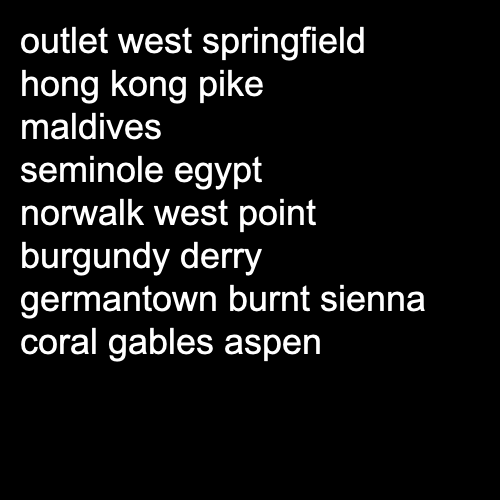 outlet west springfield
hong kong pike
maldives
seminole egypt
norwalk west point
burgundy derry
germantown burnt sienna
coral gables aspen